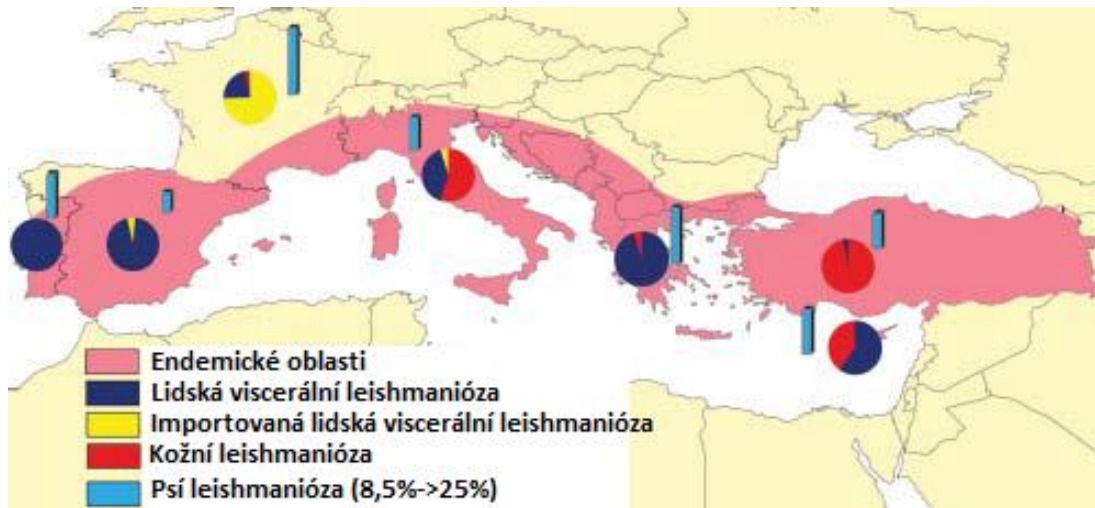 Endemické oblasti
Lidská viscerální leishmanióza
Importovaná lidská viscerální leishmanióza
Kožní leishmanióza
Psí leishmanióza (8,5%->25%)